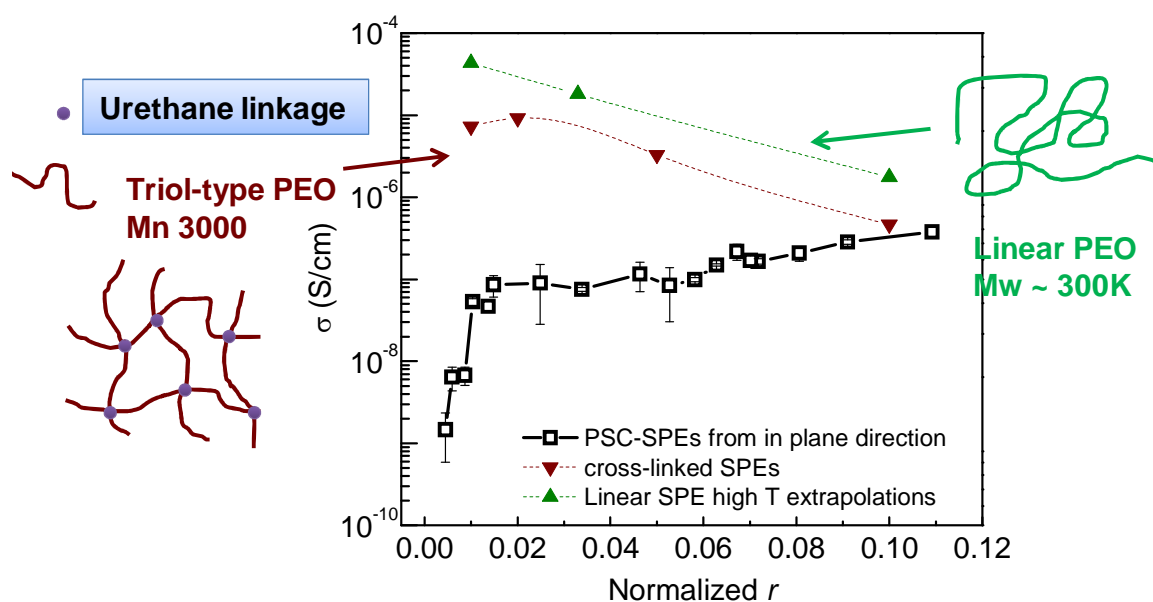 Urethane linkage
Triol-type PEO
Mn 3000
σ (S/cm)
10-4
10-6
10-8
10-10
Linear PEO
Mw ~ 300K
PSC-SPEs from in plane direction
cross-linked SPEs
Linear SPE high T extrapolations
0.00 0.02 0.04 0.06 0.08 0.10 0.12
Normalized r